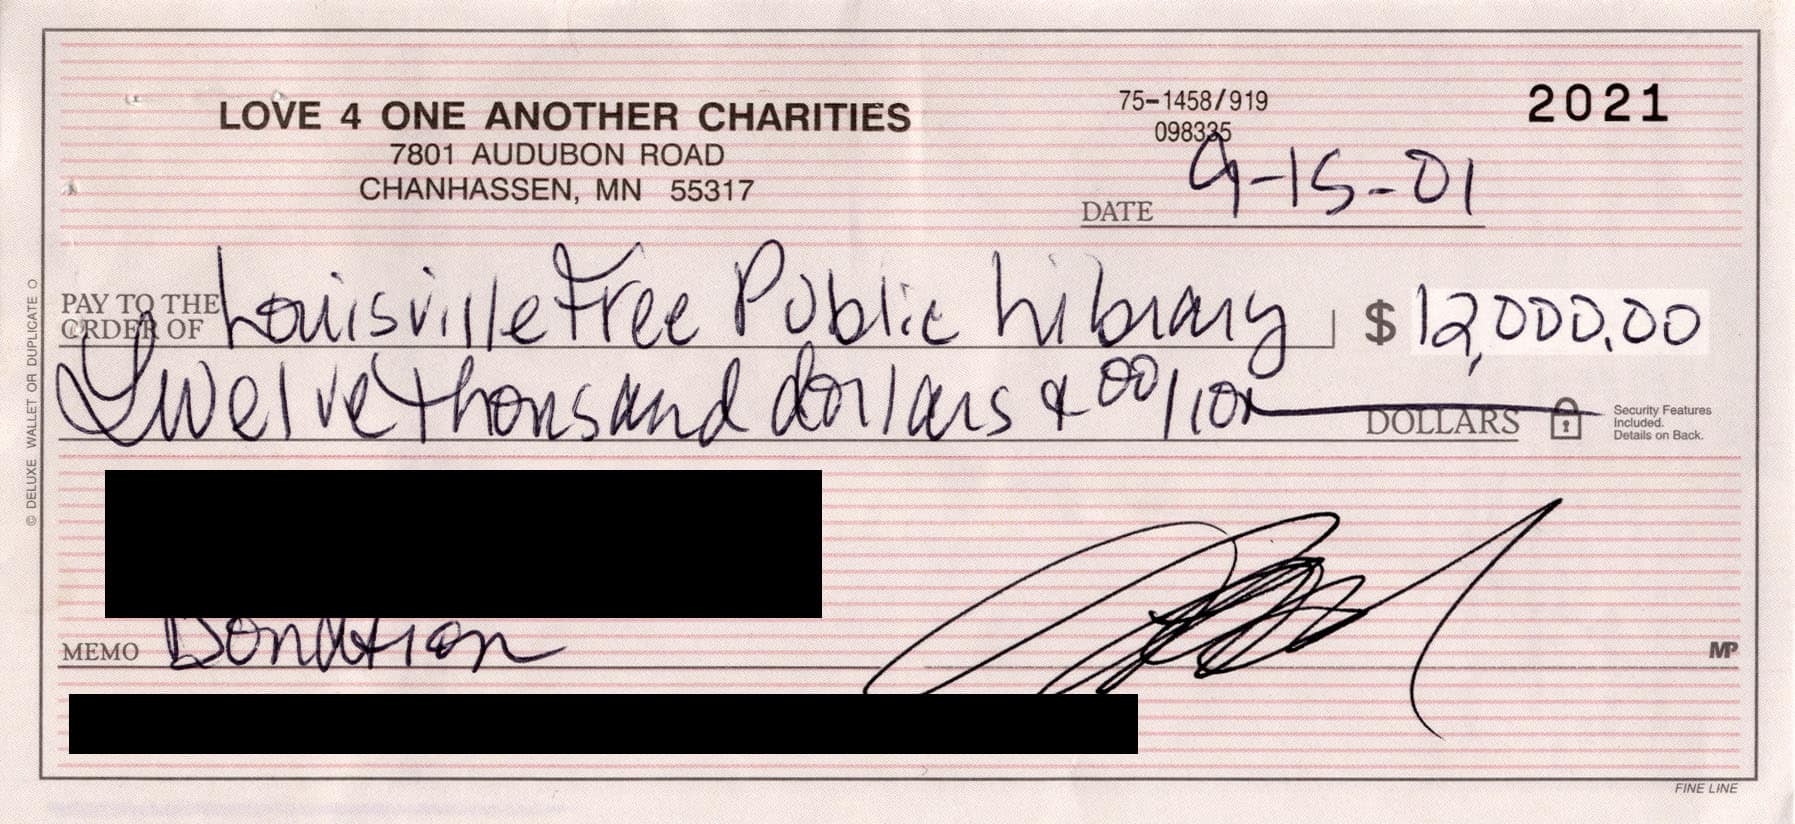 LOVE 4 ONE ANOTHER CHARITIES
7801 AUDUBON ROAD
CHANHASSEN, MN 55317
75-1458/919
098335
2021
DATE 9-15-01
PAY TO THE
ORDER OF Louisville Free Public Library $ 12,000.00
Twelve thousand dollars & 00/100 DOLLARS
Security Features
Included.
Details on Back.
MEMO Donation
MP
FINE LINE
© DELUXE WALLET OR DUPLICATE